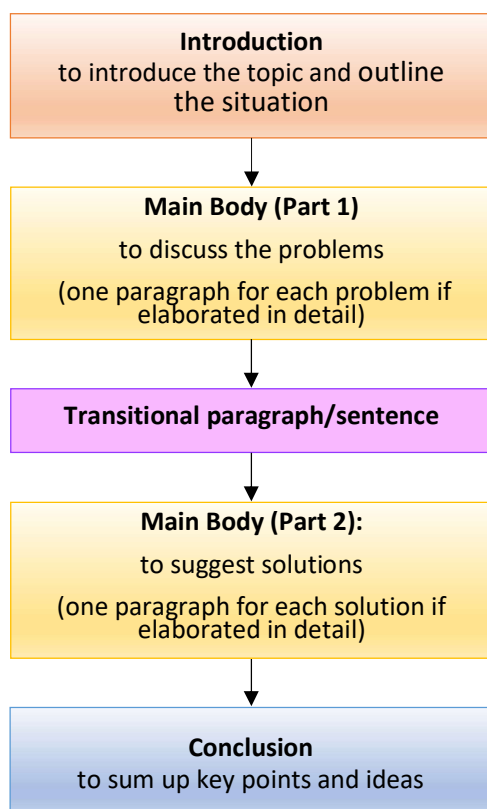 Introduction
to introduce the topic and outline
the situation
Main Body (Part 1)
to discuss the problems
(one paragraph for each problem if
elaborated in detail)
Transitional paragraph/sentence
Main Body (Part 2):
to suggest solutions
(one paragraph for each solution if
elaborated in detail)
Conclusion
to sum up key points and ideas